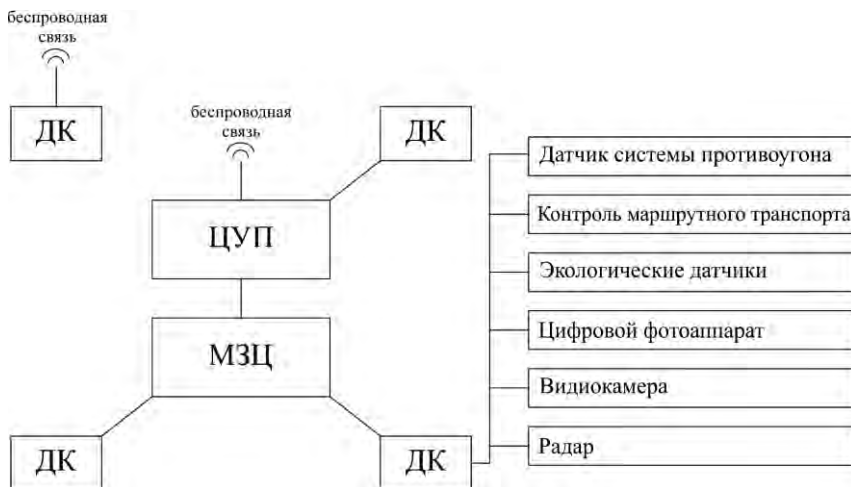 беспроводная
связь
ДК
беспроводная
связь
ДК
ЦУП
МЗЦ
ДК
ДК
Датчик системы противоугона
Контроль маршрутного транспорта
Экологические датчики
Цифровой фотоаппарат
Видиокамера
Радар